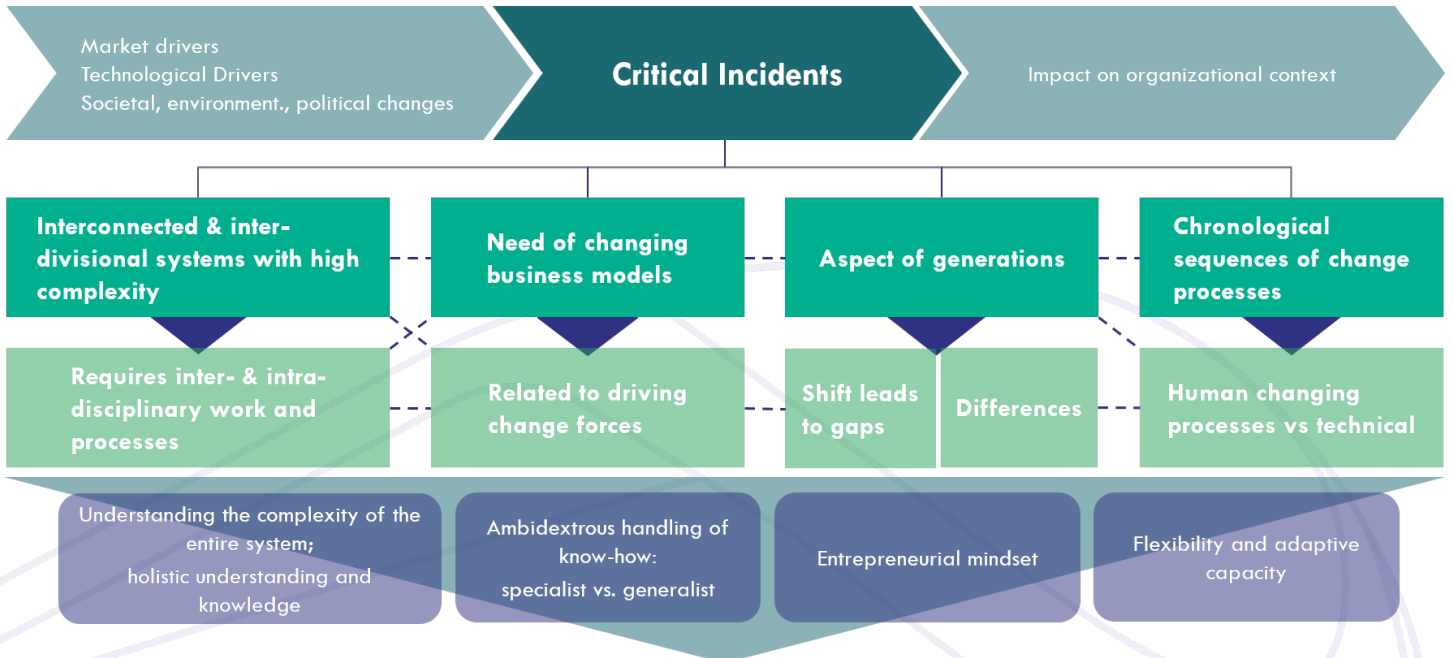 Market drivers
Technological Drivers
Societal, environment., political changes
Critical Incidents
Impact on organizational context
Interconnected & inter-
divisional systems with high
complexity
Need of changing
business models
Aspect of generations
Chronological
sequences of change
processes
Requires inter- & intra-
disciplinary work and
processes
Related to driving
change forces
Shift leads
to gaps
Differences
Human changing
processes vs technical
Understanding the complexity of the
entire system;
holistic understanding and
knowledge
Ambidextrous handling of
know-how:
specialist vs. generalist
Entrepreneurial mindset
Flexibility and adaptive
capacity